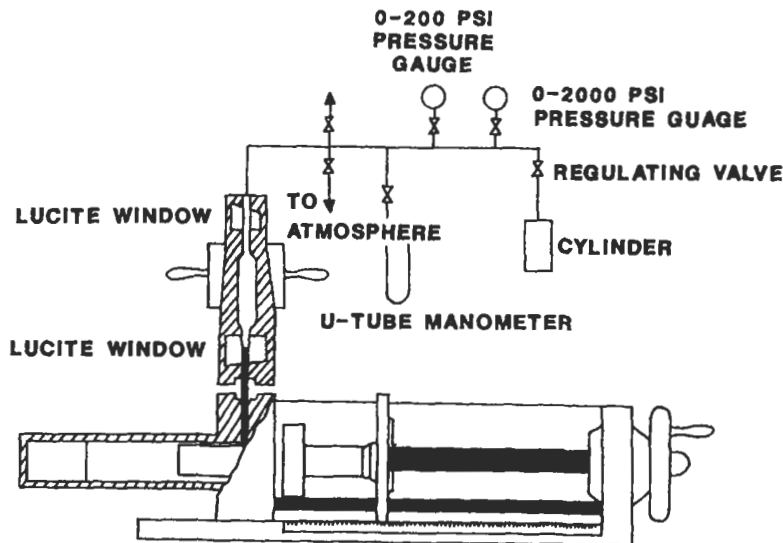 0-200 PSI
PRESSURE
GAUGE
0-2000 PSI
PRESSURE GUAGE
REGULATING VALVE
LUCITE WINDOW
TO
ATMOSPHERE
CYLINDER
U-TUBE MANOMETER
LUCITE WINDOW